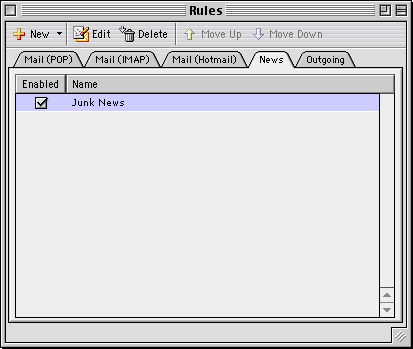 Rules
New Edit Delete Move Up Move Down
Mail (POP) Mail (IMAP) Mail (Hotmail) News Outgoing
Enabled Name
Junk News